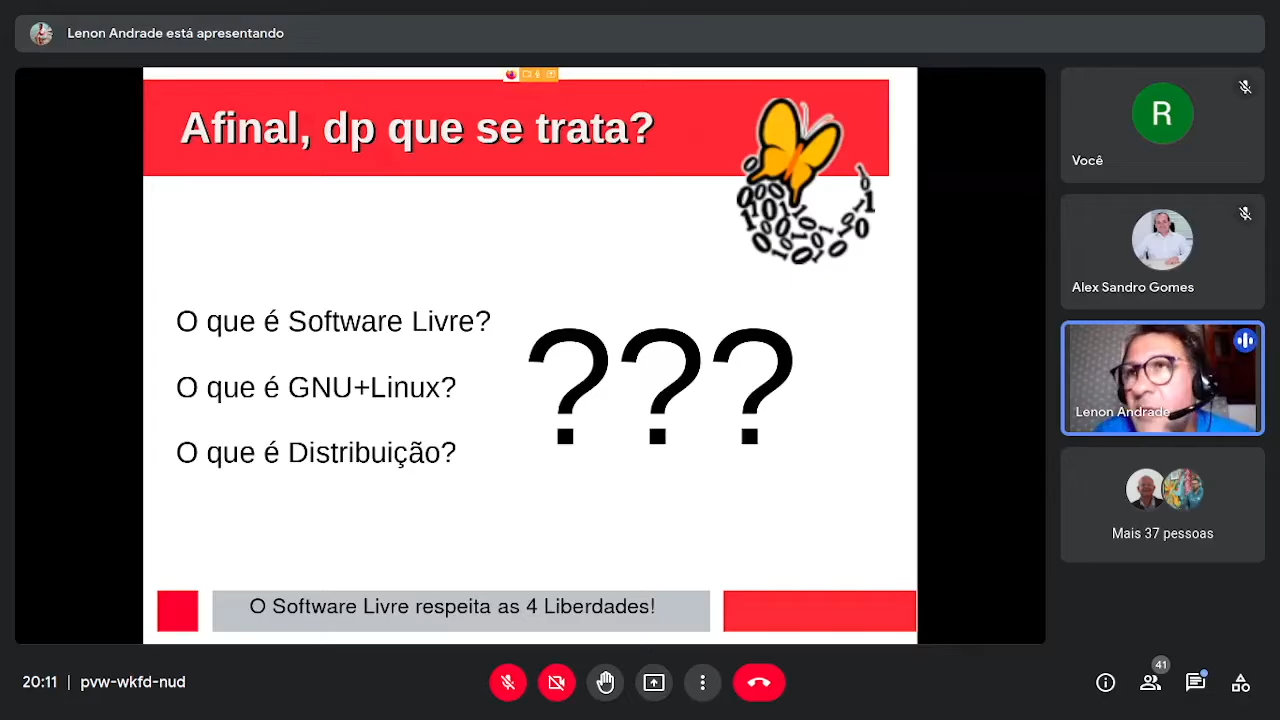 Lenon Andrade está apresentando
Afinal, dp que se trata?
O que é Software Livre?
O que é GNU+Linux?
O que é Distribuição?
???
O Software Livre respeita as 4 Liberdades!
R
Você
Alex Sandro Gomes
Lenon Andrade
Mais 37 pessoas
20:11 | pvw-wkfd-nud
41